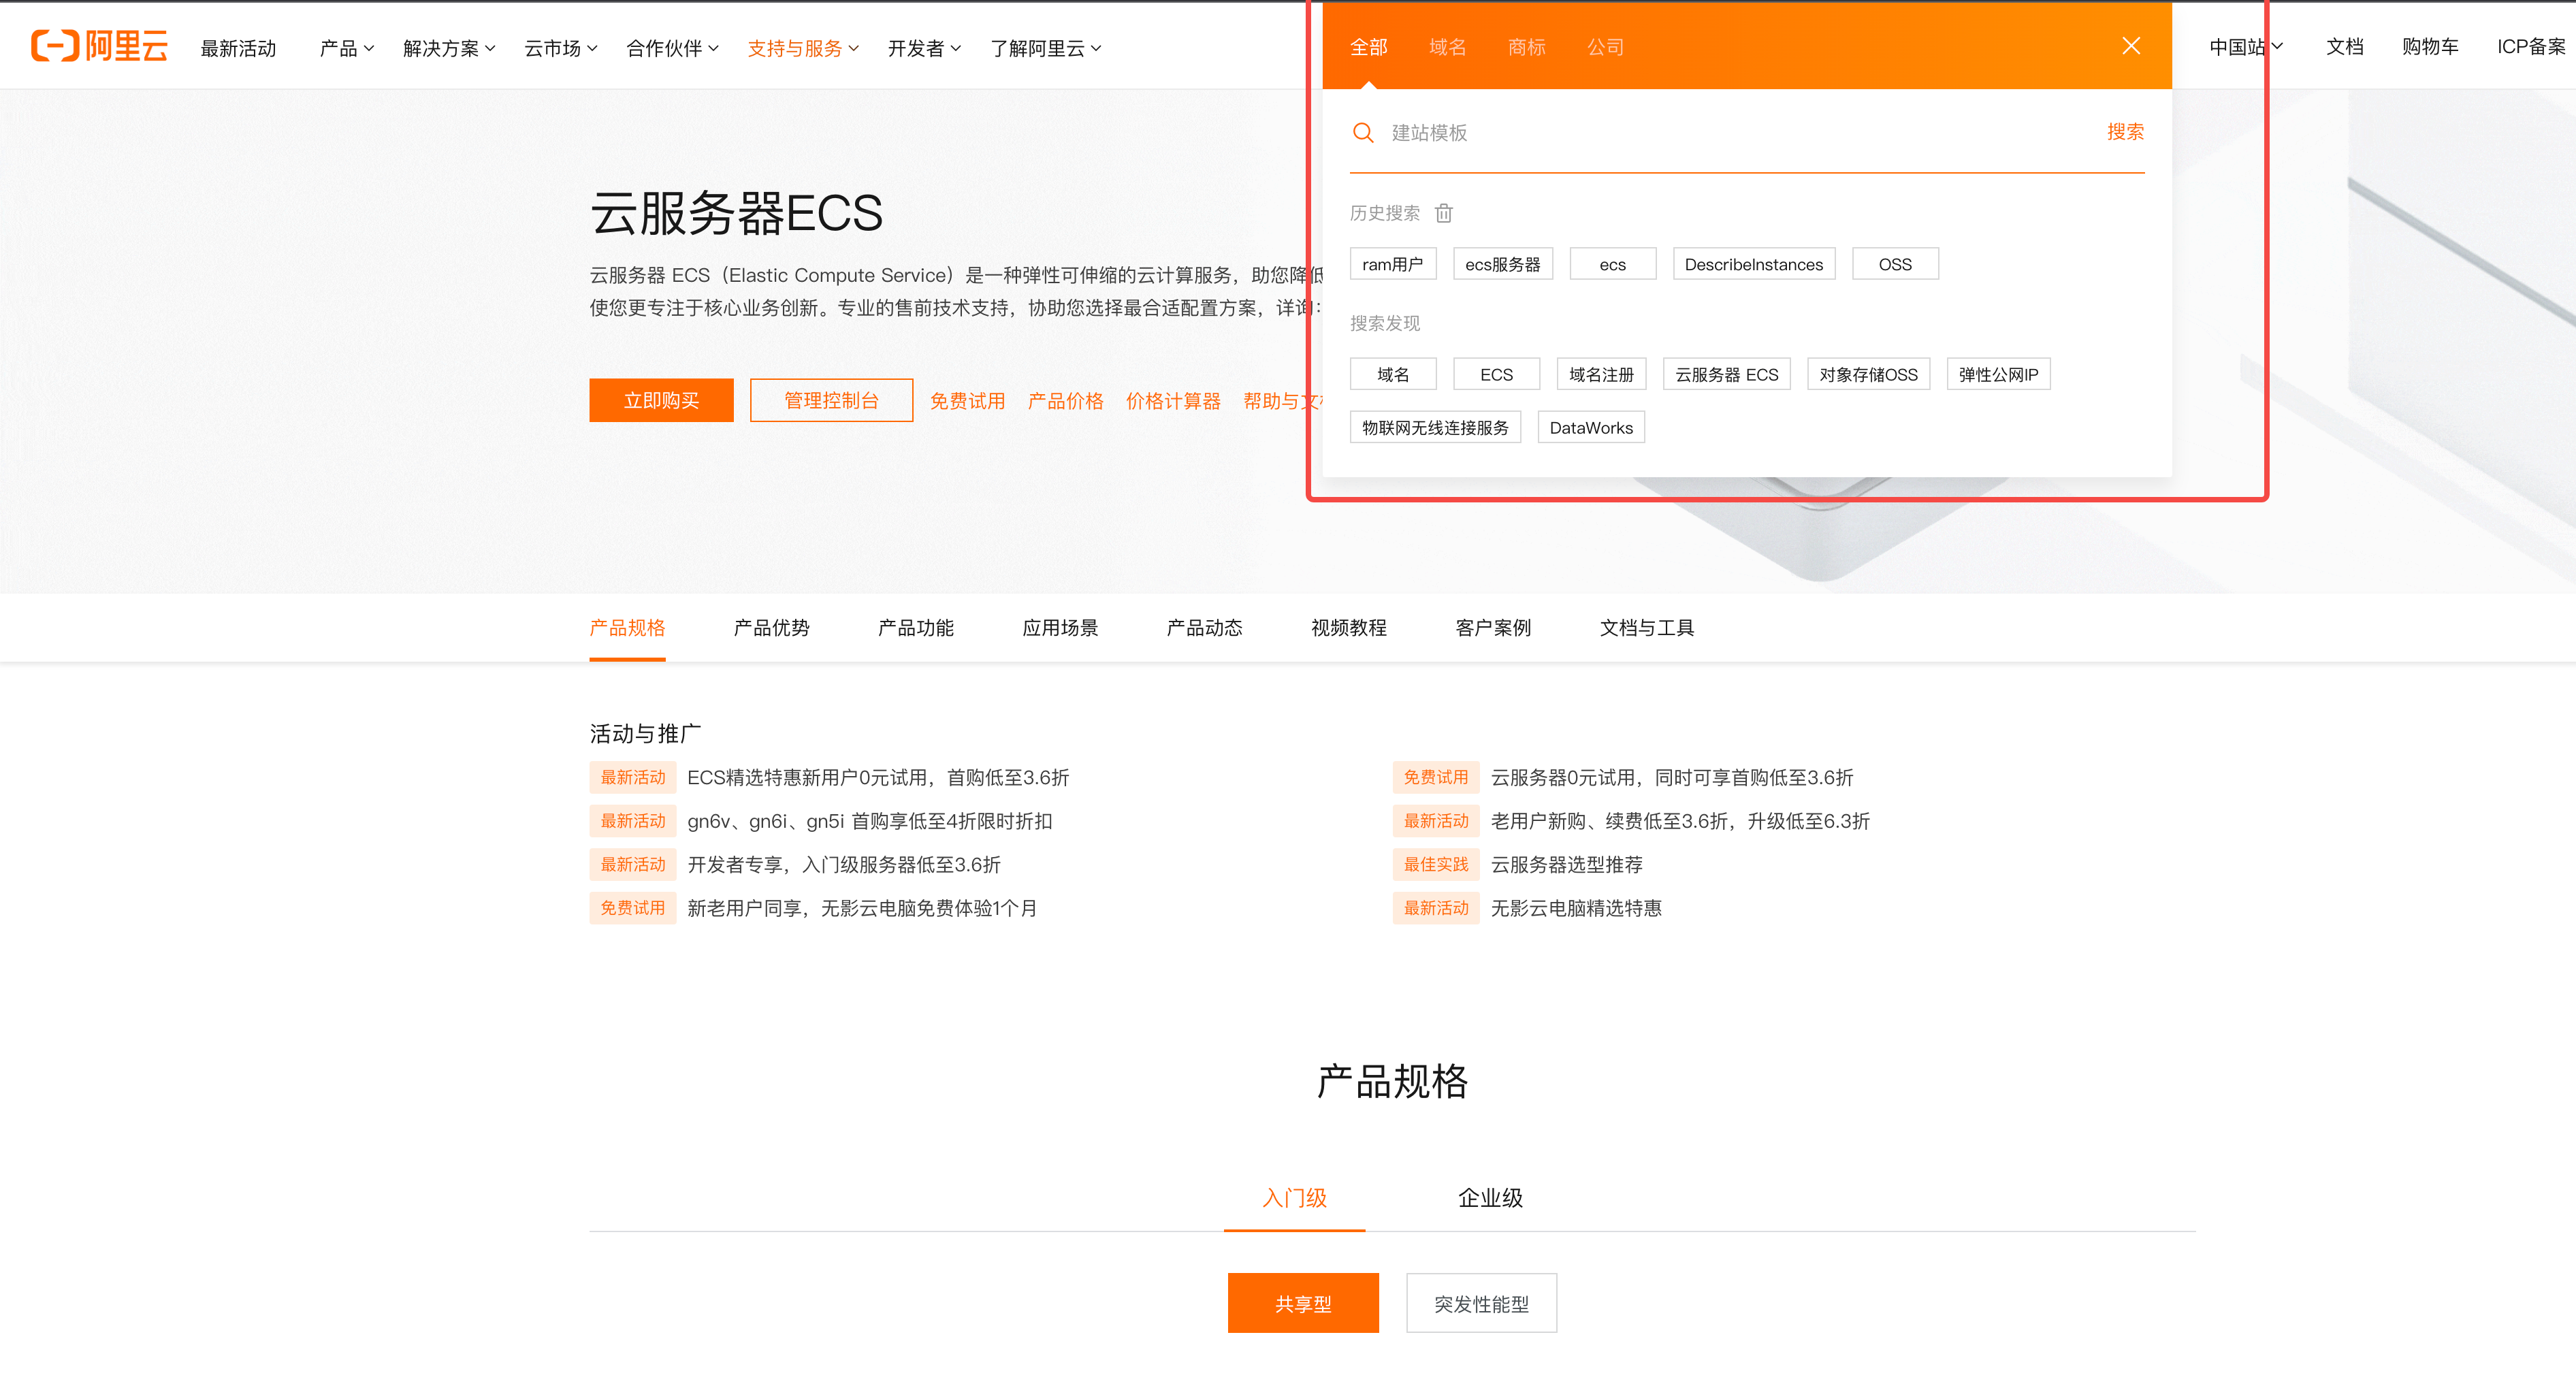 阿里云
最新活动 产品 解决方案 云市场 合作伙伴 支持与服务 开发者 了解阿里云
全部 域名 商标 公司
中国站 文档 购物车 ICP备案
建站模板 搜索
历史搜索
ram用户 ecs服务器 ecs DescribeInstances OSS
搜索发现
域名 ECS 域名注册 云服务器 ECS 对象存储OSS 弹性公网IP
物联网无线连接服务 DataWorks
云服务器ECS
云服务器 ECS（Elastic Compute Service）是一种弹性可伸缩的云计算服务，助您降低
使您更专注于核心业务创新。专业的售前技术支持，协助您选择最合适配置方案，详询：
立即购买 管理控制台 免费试用 产品价格 价格计算器 帮助与文
产品规格 产品优势 产品功能 应用场景 产品动态 视频教程 客户案例 文档与工具
活动与推广
最新活动 ECS精选特惠新用户0元试用，首购低至3.6折
免费试用 云服务器0元试用，同时可享首购低至3.6折
最新活动 gn6v、gn6i、gn5i 首购享低至4折限时折扣
最新活动 老用户新购、续费低至3.6折，升级低至6.3折
最新活动 开发者专享，入门级服务器低至3.6折
最佳实践 云服务器选型推荐
免费试用 新老用户同享，无影云电脑免费体验1个月
最新活动 无影云电脑精选特惠
产品规格
入门级 企业级
共享型 突发性能型